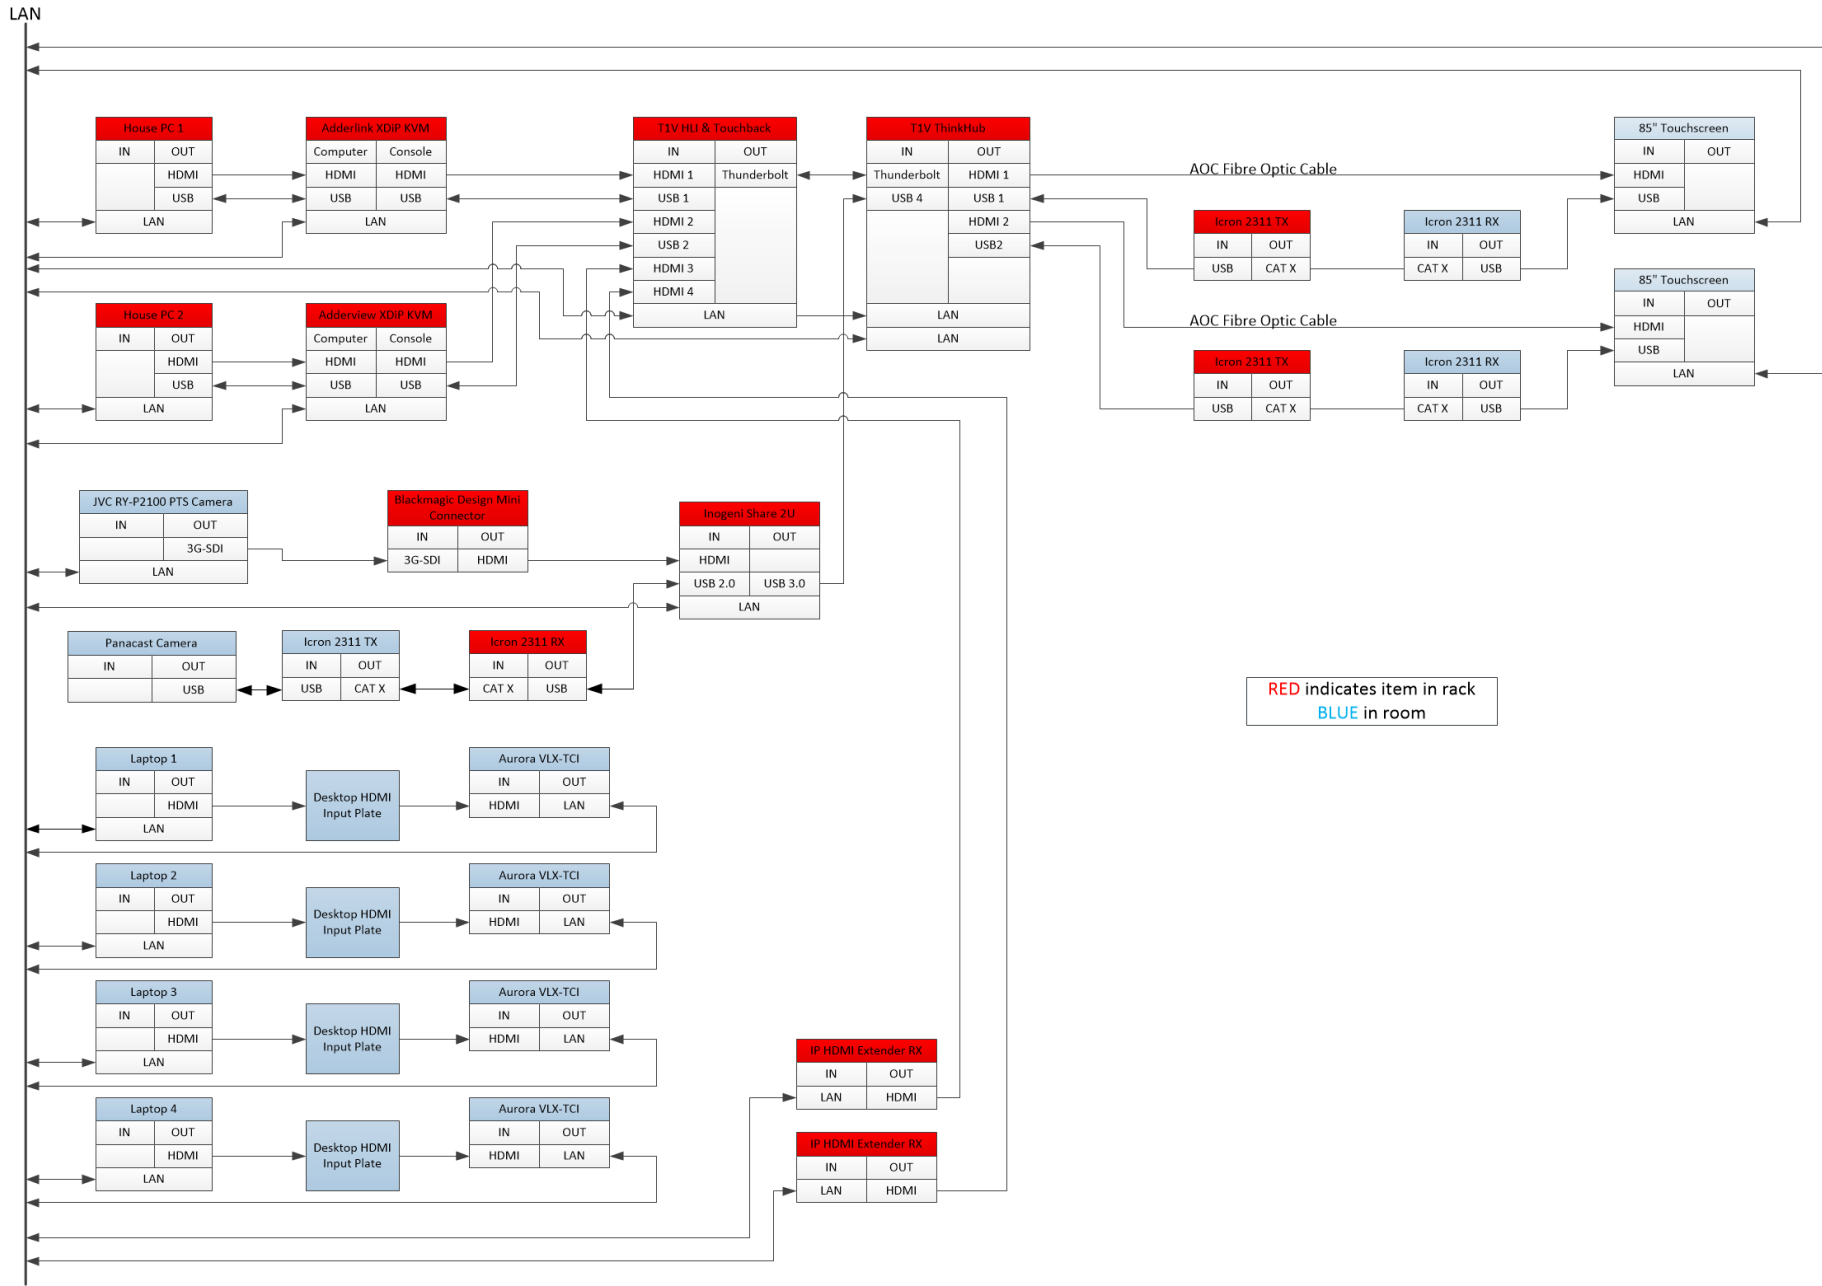 LAN
House PC 1
IN OUT
HDMI
USB
LAN
Adderlink XDIP KVM
Computer Console
HDMI HDMI
USB USB
LAN
T1V HLI & Touchback
IN OUT
HDMI 1 Thunderbolt
USB 1
HDMI 2
USB 2
HDMI 3
HDMI 4
LAN
T1V ThinkHub
IN OUT
Thunderbolt HDMI 1
USB 4 USB 1
HDMI 2
USB2
LAN
LAN
AOC Fibre Optic Cable
Icron 2311 TX
IN OUT
USB CAT X
Icron 2311 RX
IN OUT
CAT X USB
85" Touchscreen
IN OUT
HDMI
USB
LAN
House PC 2
IN OUT
HDMI
USB
LAN
Adderview XDIP KVM
Computer Console
HDMI HDMI
USB USB
LAN
AOC Fibre Optic Cable
Icron 2311 TX
IN OUT
USB CAT X
Icron 2311 RX
IN OUT
CAT X USB
85" Touchscreen
IN OUT
HDMI
USB
LAN
JVC RY-P2100 PTS Camera
IN OUT
3G-SDI
LAN
Blackmagic Design Mini
Connector
IN OUT
3G-SDI HDMI
Inogeni Share 2U
IN OUT
HDMI
USB 2.0 USB 3.0
LAN
Panacast Camera
IN OUT
USB
Icron 2311 TX
IN OUT
USB CAT X
Icron 2311 RX
IN OUT
CAT X USB
RED indicates item in rack
BLUE in room
Laptop 1
IN OUT
HDMI
LAN
Desktop HDMI
Input Plate
Aurora VLX-TCI
IN OUT
HDMI LAN
Laptop 2
IN OUT
HDMI
LAN
Desktop HDMI
Input Plate
Aurora VLX-TCI
IN OUT
HDMI LAN
Laptop 3
IN OUT
HDMI
LAN
Desktop HDMI
Input Plate
Aurora VLX-TCI
IN OUT
HDMI LAN
IP HDMI Extender RX
IN OUT
LAN HDMI
Laptop 4
IN OUT
HDMI
LAN
Desktop HDMI
Input Plate
Aurora VLX-TCI
IN OUT
HDMI LAN
IP HDMI Extender RX
IN OUT
LAN HDMI